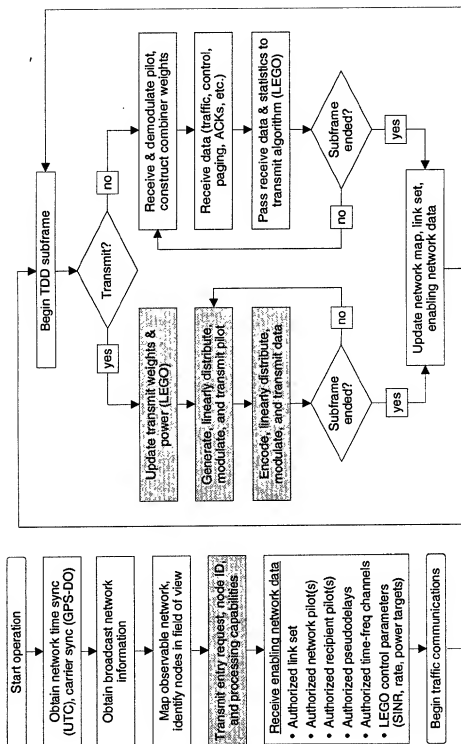 Start operation
Obtain network time sync
(UTC), carrier sync (GPS-DO)
Obtain broadcast network
information
Map observable network,
identify nodes in field of view
Transmit entry request, node ID,
and processing capabilities
Receive enabling network data
• Authorized link set
• Authorized network pilot(s)
• Authorized recipient pilot(s)
• Authorized pseudodelays
• Authorized time-freq channels
• LEGO control parameters
(SINR, rate, power targets)
Begin traffic communications
Begin TDD subframe
Transmit?
yes
no
Update transmit weights &
power (LEGO)
Generate, linearly distribute,
modulate, and transmit pilot
Encode, linearly distribute,
modulate, and transmit data
Subframe
ended?
no
yes
Receive & demodulate pilot,
construct combiner weights
Receive data (traffic, control,
paging, ACKs, etc.)
Pass receive data & statistics to
transmit algorithm (LEGO)
Subframe
ended?
no
yes
Update network map, link set,
enabling network data